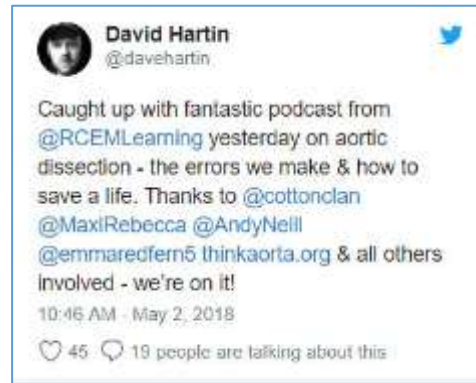 David Hartin
@davehartin
Caught up with fantastic podcast from
@RCEMLearning yesterday on aortic
dissection - the errors we make & how to
save a life. Thanks to @cottonclan
@MaxiRebecca @AndyNeill
@emmaredfern5 thinkaorta.org & all others
involved - we're on it!
10:46 AM - May 2, 2018
45 19 people are talking about this